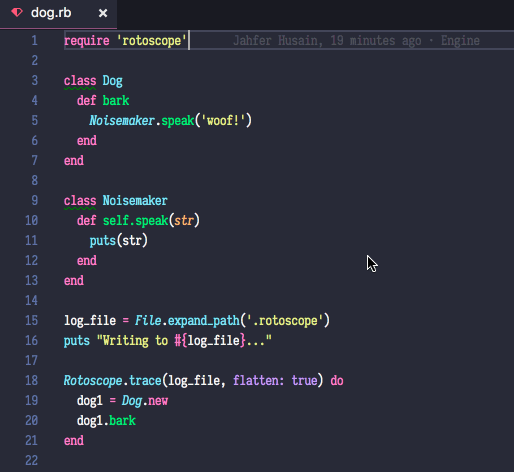 dog.rb ×
1 require 'rotoscope' Jahfer Husain, 19 minutes ago · Engine
2
3 class Dog
4   def bark
5     Noisemaker.speak('woof!')
6   end
7 end
8
9 class Noisemaker
10   def self.speak(str)
11     puts(str)
12   end
13 end
14
15 log_file = File.expand_path('.rotoscope')
16 puts "Writing to #{log_file}..."
17
18 Rotoscope.trace(log_file, flatten: true) do
19   dog1 = Dog.new
20   dog1.bark
21 end
22